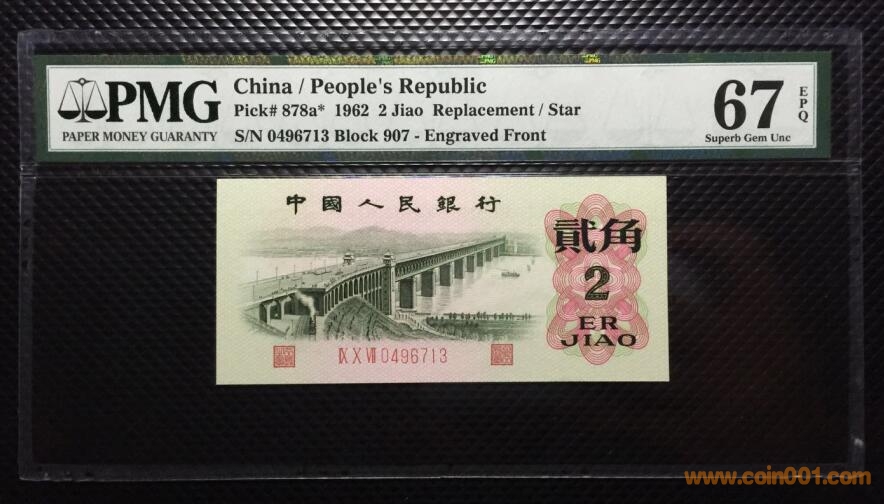 PMG
PAPER MONEY GUARANTY
China / People's Republic
Pick# 878a* 1962 2 Jiao Replacement / Star
S/N 0496713 Block 907 - Engraved Front
67
EPQ
Superb Gem Unc
中國人民銀行
貳角
2
ER
JIAO
ⅨⅩⅦ0496713
www.coin001.com